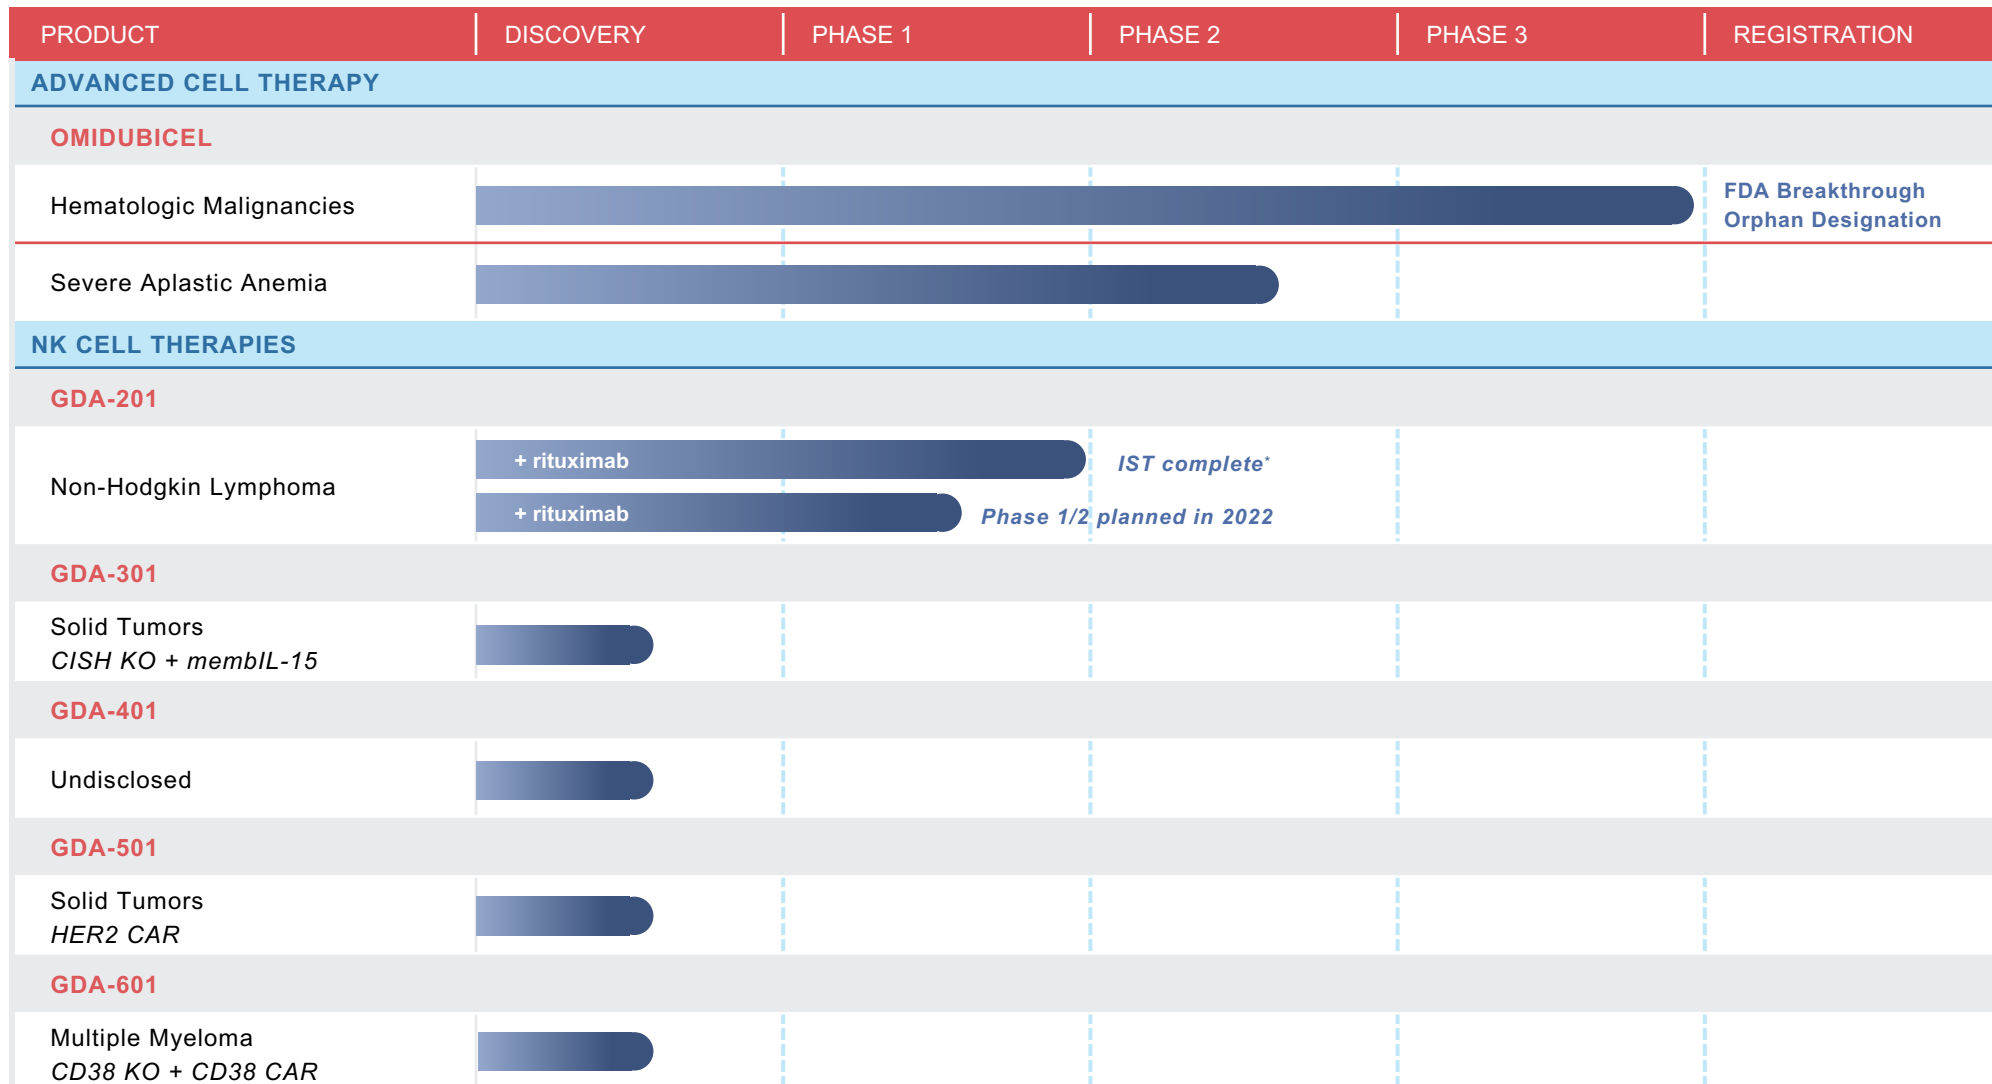 PRODUCT DISCOVERY PHASE 1 PHASE 2 PHASE 3 REGISTRATION
ADVANCED CELL THERAPY
OMIDUBICEL
Hematologic Malignancies
FDA Breakthrough
Orphan Designation
Severe Aplastic Anemia
NK CELL THERAPIES
GDA-201
Non-Hodgkin Lymphoma
+ rituximab IST complete*
+ rituximab Phase 1/2 planned in 2022
GDA-301
Solid Tumors
CISH KO + membIL-15
GDA-401
Undisclosed
GDA-501
Solid Tumors
HER2 CAR
GDA-601
Multiple Myeloma
CD38 KO + CD38 CAR